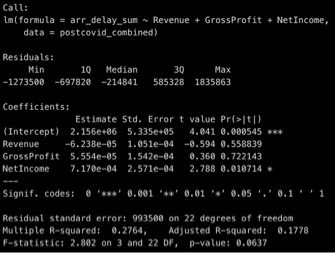 Call:
lm(formula = arr_delay_sum ~ Revenue + GrossProfit + NetIncome,
data = postcovid_combined)
Residuals:
Min 1Q Median 3Q Max
-1273500 -697820 -214841 585328 1835863
Coefficients:
Estimate Std. Error t value Pr(>|t|)
(Intercept) 2.156e+06 5.335e+05 4.041 0.000545 ***
Revenue -6.238e-05 1.051e-04 -0.594 0.558839
GrossProfit 5.554e-05 1.542e-04 0.360 0.722143
NetIncome 7.170e-04 2.571e-04 2.788 0.010714 *
---
Signif. codes: 0 ‘***’ 0.001 ‘**’ 0.01 ‘*’ 0.05 ‘.’ 0.1 ‘ ’ 1
Residual standard error: 993500 on 22 degrees of freedom
Multiple R-squared: 0.2764, Adjusted R-squared: 0.1778
F-statistic: 2.802 on 3 and 22 DF, p-value: 0.0637